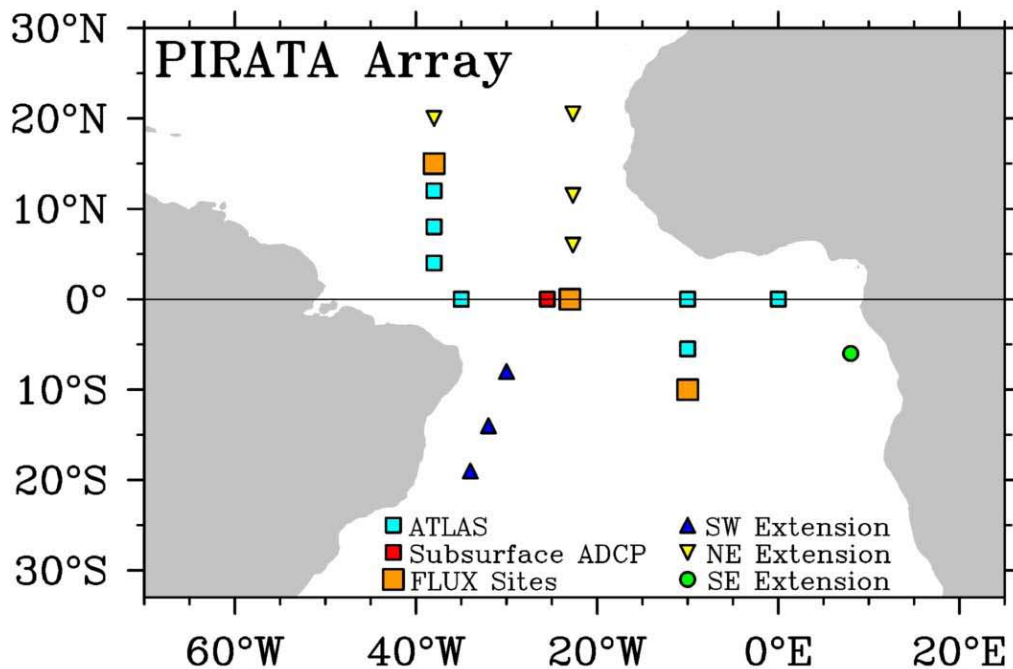 PIRATA Array
30°N
20°N
10°N
0°
10°S
20°S
30°S
ATLAS
Subsurface ADCP
FLUX Sites
SW Extension
NE Extension
SE Extension
60°W 40°W 20°W 0°E 20°E